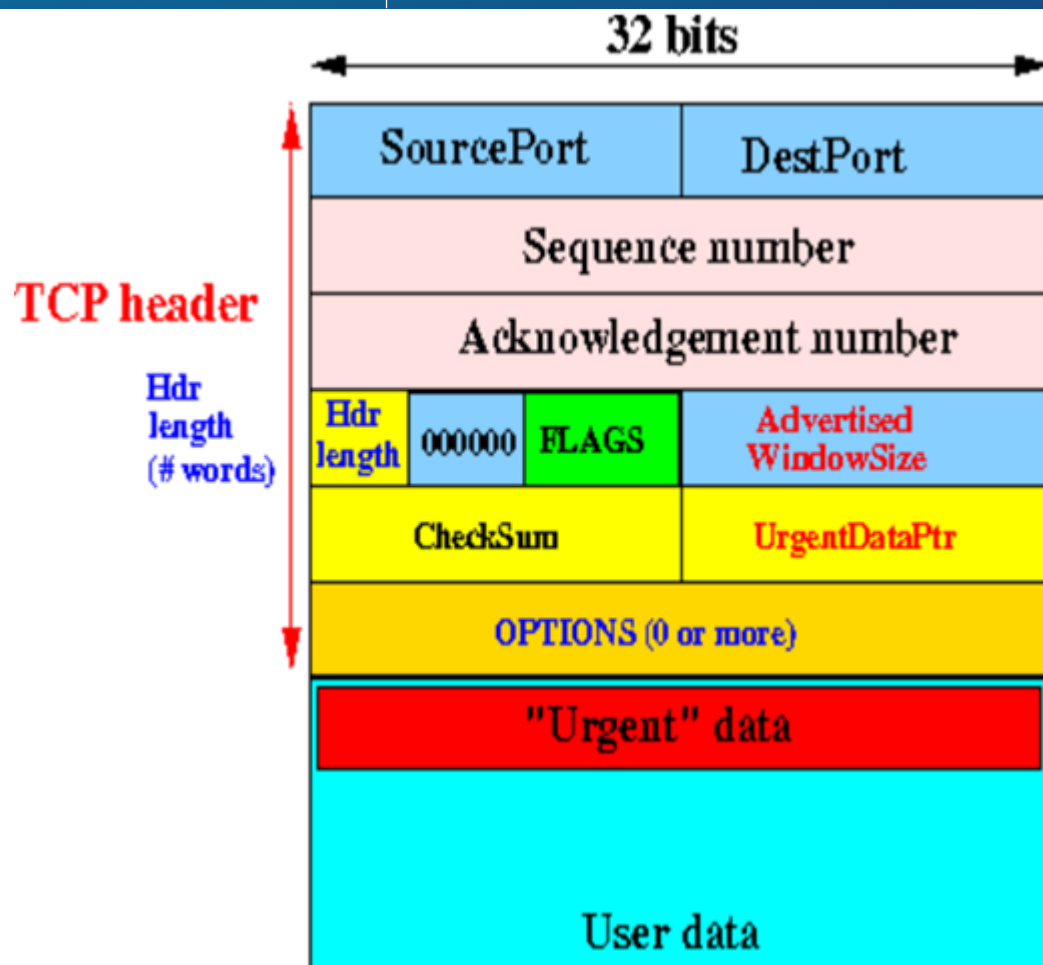 32 bits
SourcePort
DestPort
Sequence number
TCP header
Acknowledgement number
Hdr
length
(# words)
Hdr
length
000000
FLAGS
Advertised
WindowSize
CheckSum
UrgentDataPtr
OPTIONS (0 or more)
"Urgent" data
User data